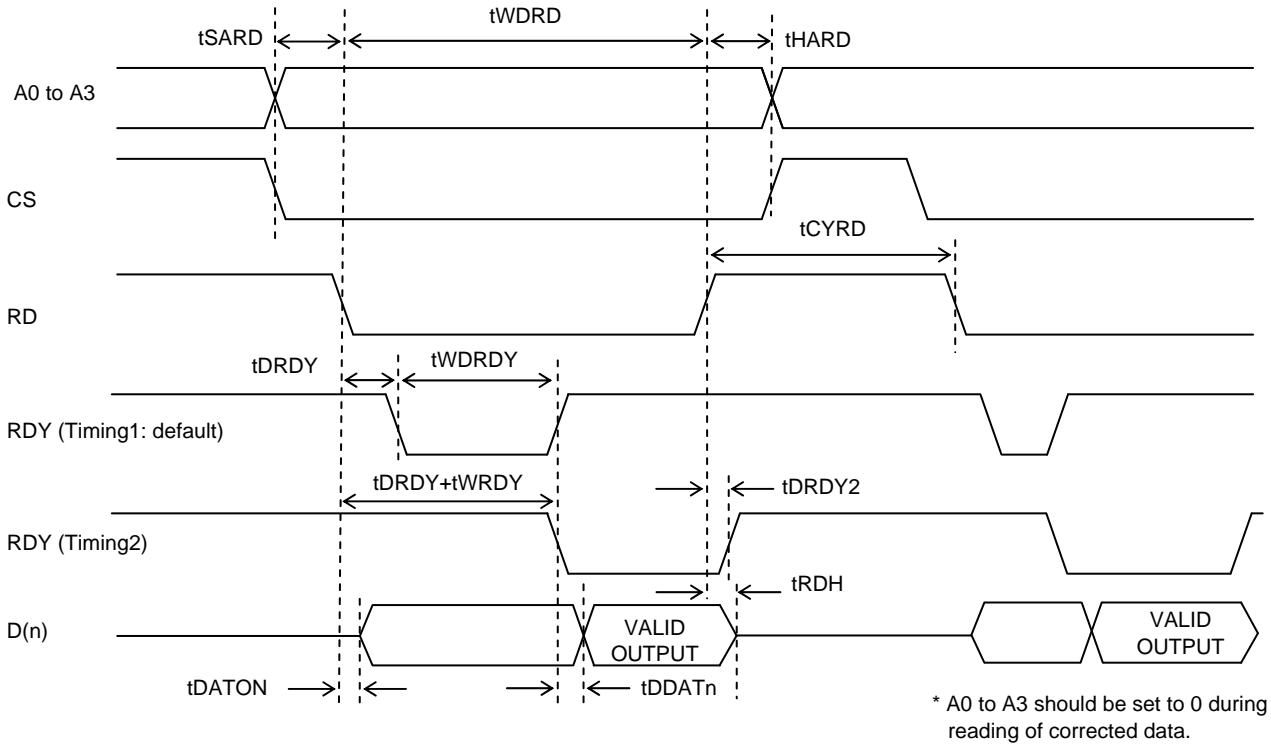 tWDRD
tSARD
tHARD
A0 to A3
CS
tCYRD
RD
tDRDY
tWDRDY
RDY (Timing1: default)
tDRDY+tWRDY
tDRDY2
RDY (Timing2)
tRDH
D(n)
VALID
OUTPUT
VALID
OUTPUT
tDATON
tDDATn
* A0 to A3 should be set to 0 during
reading of corrected data.